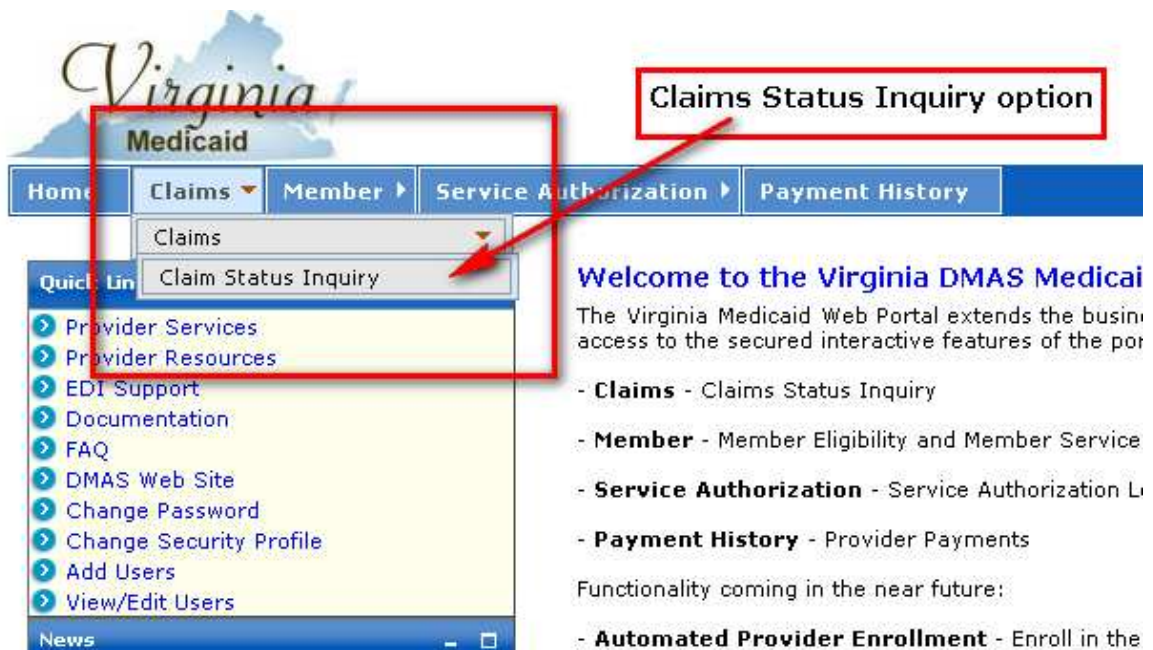 Virginia
Medicaid
Claims Status Inquiry option
Home Claims Member Service Authorization Payment History
Claims
Claim Status Inquiry
Quick Lin
Provider Services
Provider Resources
EDI Support
Documentation
FAQ
DMAS Web Site
Change Password
Change Security Profile
Add Users
View/Edit Users
News
Welcome to the Virginia DMAS Medicai
The Virginia Medicaid Web Portal extends the busin
access to the secured interactive features of the por
- Claims - Claims Status Inquiry
- Member - Member Eligibility and Member Service
- Service Authorization - Service Authorization L
- Payment History - Provider Payments
Functionality coming in the near future:
- Automated Provider Enrollment - Enroll in the